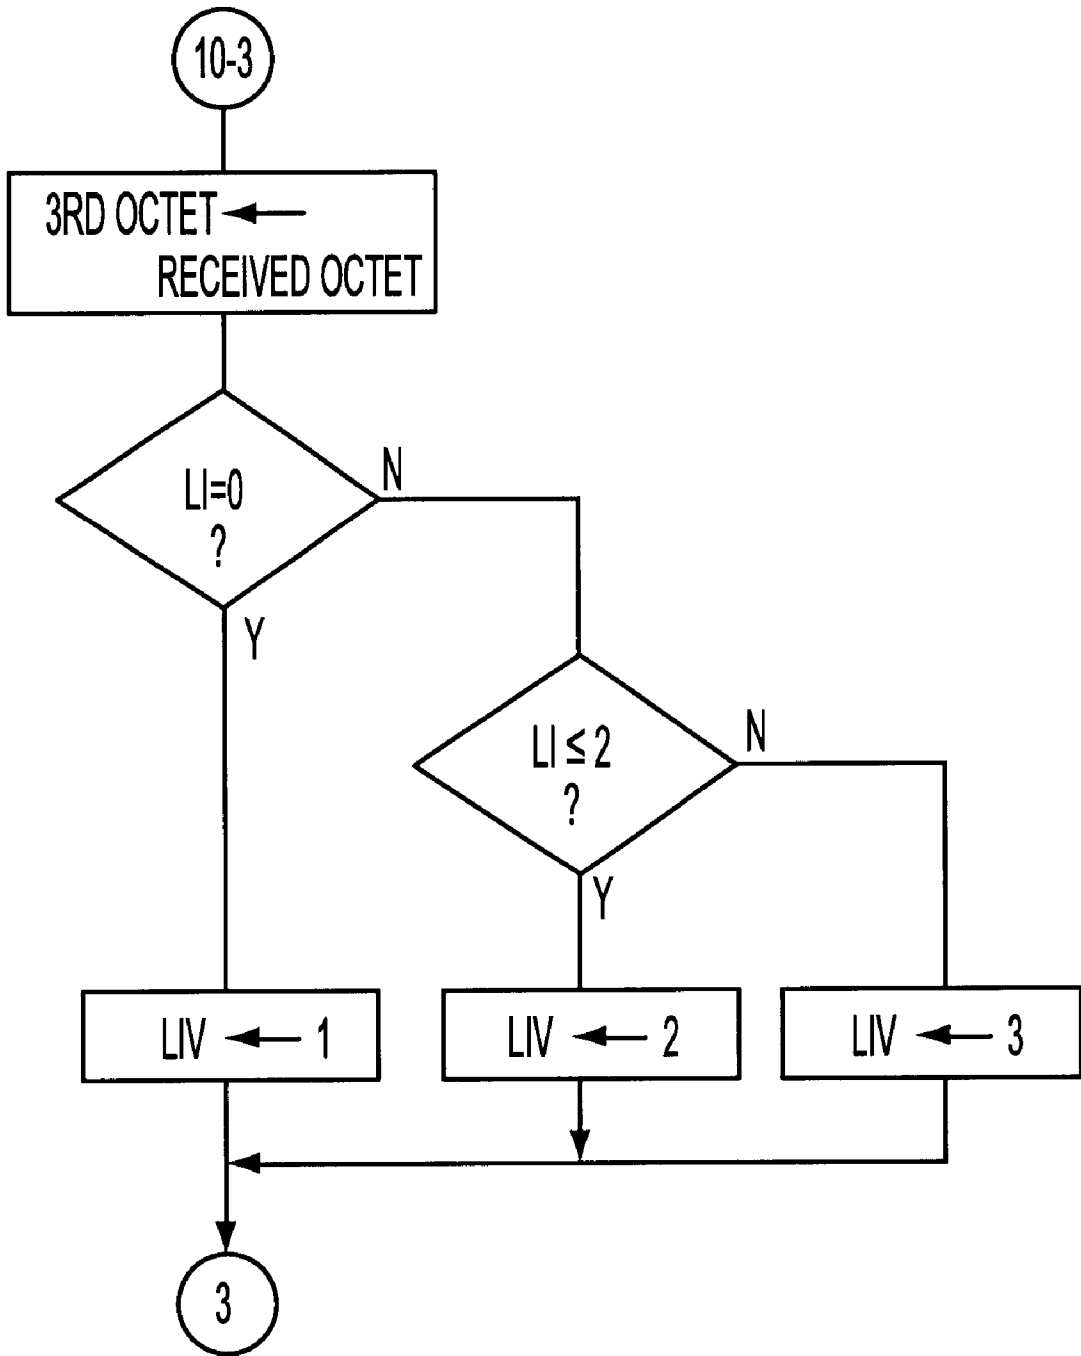 10-3
3RD OCTET ←
RECEIVED OCTET
LI=0
?
N
Y
LI ≤ 2
?
N
Y
LIV ← 1
LIV ← 2
LIV ← 3
3